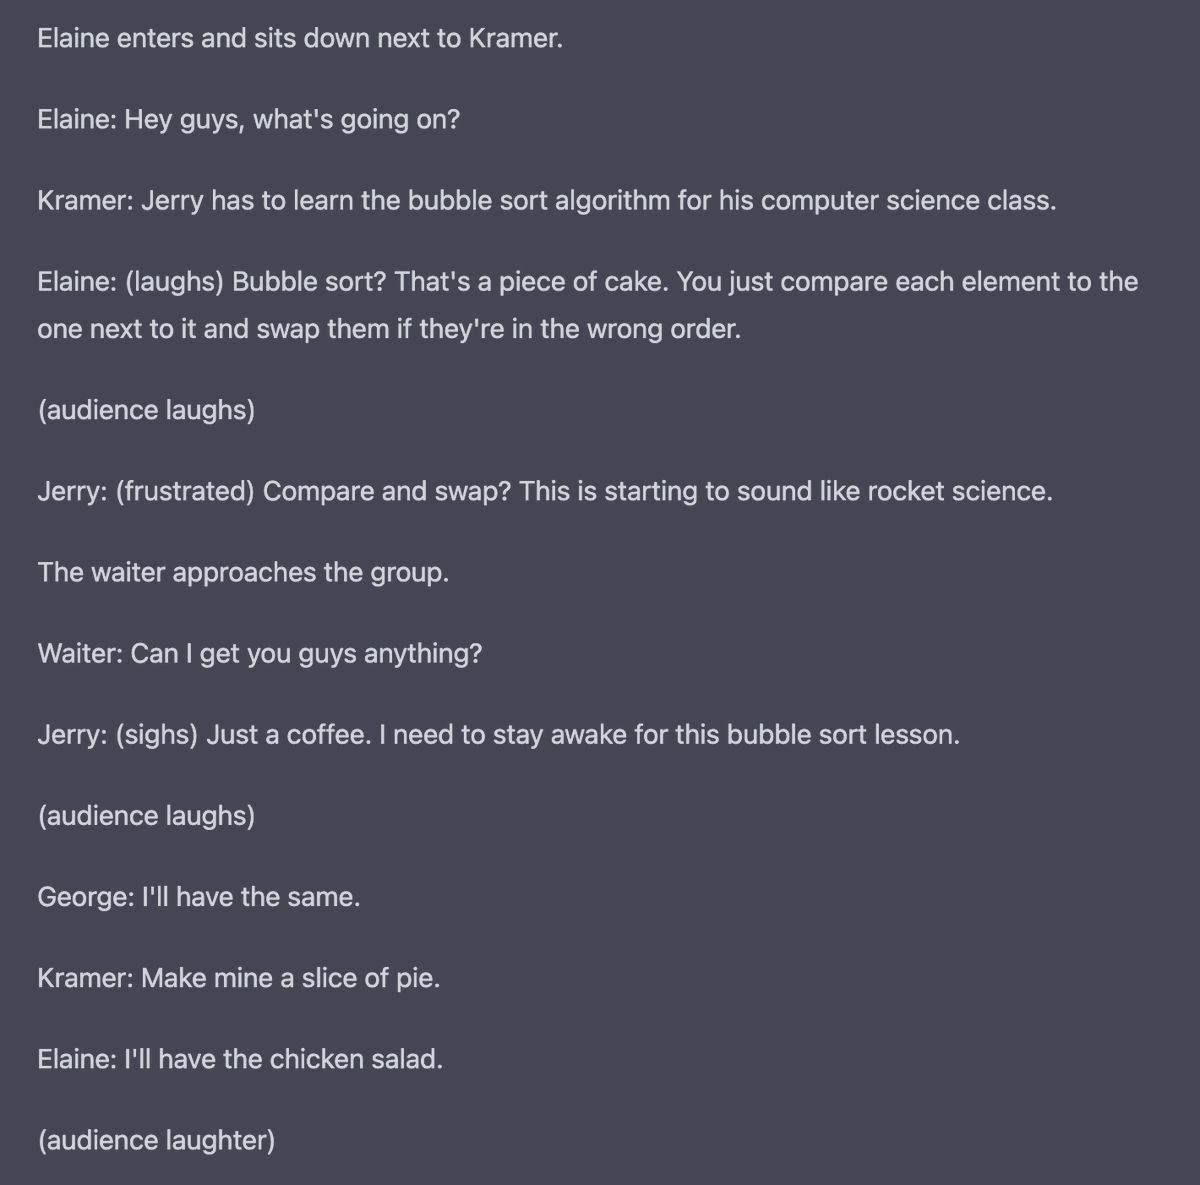 Elaine enters and sits down next to Kramer.
Elaine: Hey guys, what's going on?
Kramer: Jerry has to learn the bubble sort algorithm for his computer science class.
Elaine: (laughs) Bubble sort? That's a piece of cake. You just compare each element to the
one next to it and swap them if they're in the wrong order.
(audience laughs)
Jerry: (frustrated) Compare and swap? This is starting to sound like rocket science.
The waiter approaches the group.
Waiter: Can I get you guys anything?
Jerry: (sighs) Just a coffee. I need to stay awake for this bubble sort lesson.
(audience laughs)
George: I'll have the same.
Kramer: Make mine a slice of pie.
Elaine: I'll have the chicken salad.
(audience laughter)